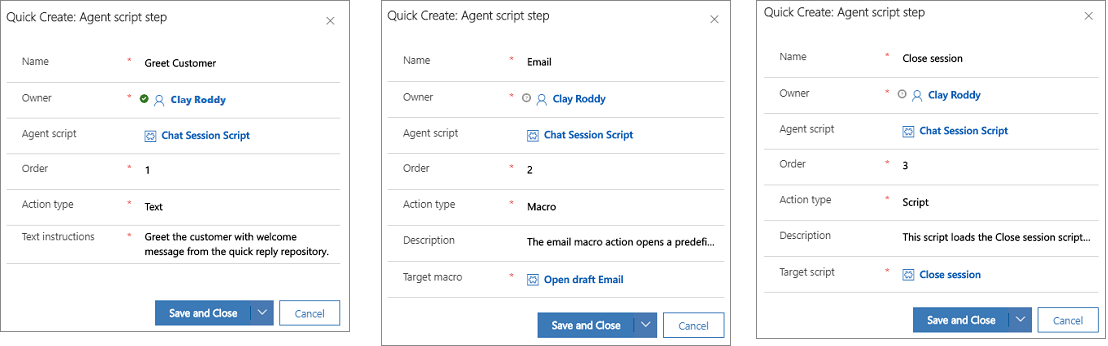 Quick Create: Agent script step
Name * Greet Customer
Owner * Clay Roddy
Agent script Chat Session Script
Order * 1
Action type * Text
Text instructions * Greet the customer with welcome
message from the quick reply repository.
Save and Close Cancel
Quick Create: Agent script step
Name * Email
Owner * Clay Roddy
Agent script Chat Session Script
Order * 2
Action type * Macro
Description The email macro action opens a predefi...
Target macro * Open draft Email
Save and Close Cancel
Quick Create: Agent script step
Name * Close session
Owner * Clay Roddy
Agent script Chat Session Script
Order * 3
Action type * Script
Description This script loads the Close session script...
Target script * Close session
Save and Close Cancel